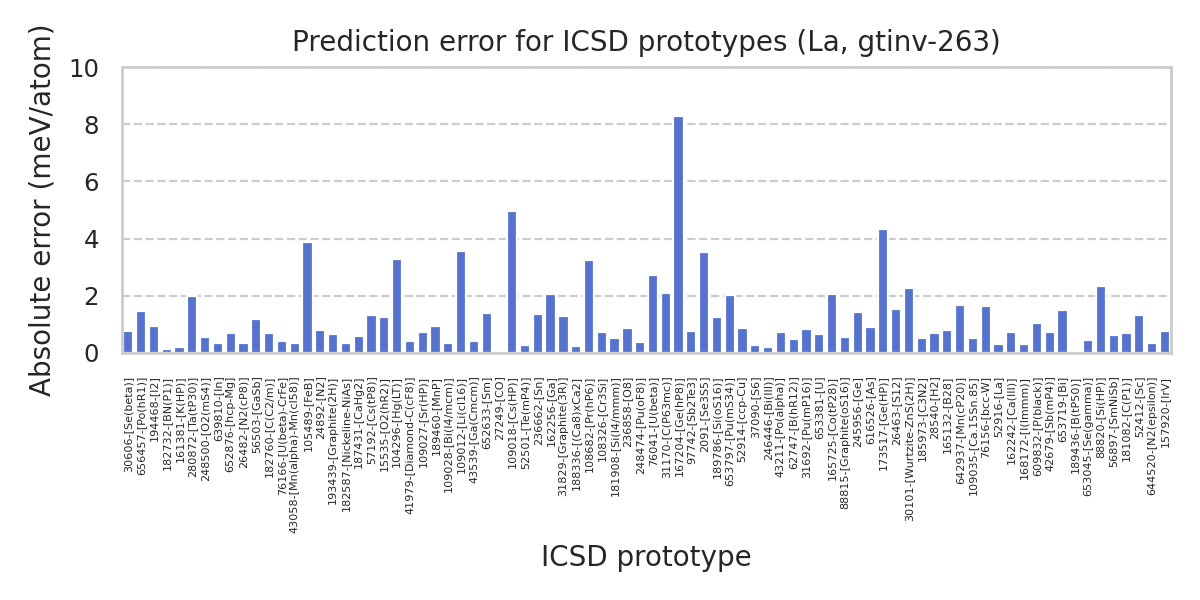 Prediction error for ICSD prototypes (La, gtinv-263)
Absolute error (meV/atom)
10
8
6
4
2
0
30606-[Se(beta)]
656457-[Po(hR1)]
194468-[I2]
182732-[BN(P1)]
161381-[K(HP)]
280872-[Ta(tP30)]
248500-[O2(mS4)]
639810-[In]
652876-[hcp-Mg]
26482-[N2(cP8)]
56503-[GaSb]
182760-[C(C2/m)]
76166-[U(beta)-CrFe]
43058-[Mn(alpha)-Mn(cI58)]
105489-[FeB]
24892-[N2]
193439-[Graphite(2H)]
182587-[Nickeline-NiAs]
187431-[CaHg2]
57192-[Cs(tP8)]
15535-[O2(hR2)]
104296-[Hg(LT)]
41979-[Diamond-C(cF8)]
109027-[Sr(HP)]
189460-[MnP]
109028-[Bi(I4/mcm)]
109012-[Li(cI16)]
43539-[Ga(Cmcm)]
652633-[Sm]
27249-[CO]
109018-[Cs(HP)]
52501-[Te(mP4)]
236662-[Sn]
162256-[Ga]
31829-[Graphite(3R)]
188336-[(Ca8)xCa2]
108682-[Pr(hP6)]
108326-[Cr3Si]
181908-[Si(I4/mmm)]
236858-[O8]
248474-[Pu(oF8)]
76041-[U(beta)]
31170-[C(P63mc)]
167204-[Ge(hP8)]
97742-[Sb2Te3]
2091-[Se3S5]
189786-[Si(oS16)]
653797-[Pu(mS34)]
52914-[ccp-Cu]
37090-[S6]
246446-[Bi(III)]
43211-[Po(alpha)]
62747-[B(hR12)]
31692-[Pu(mP16)]
653381-[U]
165725-[Co(tP28)]
88815-[Graphite(oS16)]
245956-[Ge]
616526-[As]
173517-[Ge(HP)]
26463-[S12]
30101-[Wurtzite-ZnS(2H)]
185973-[C3N2]
28540-[H2]
165132-[B28]
642937-[Mn(cP20)]
109035-[Ca.15Sn.85]
76156-[bcc-W]
52916-[La]
162242-[Ca(III)]
168172-[I(Immm)]
609832-[P(black)]
42679-[Sb(mP4)]
653719-[Bi]
189436-[B(tP50)]
653045-[Se(gamma)]
88820-[Si(HP)]
56897-[SmNiSb]
181082-[C(P1)]
52412-[Sc]
644520-[N2(epsilon)]
157920-[IrV]
ICSD prototype